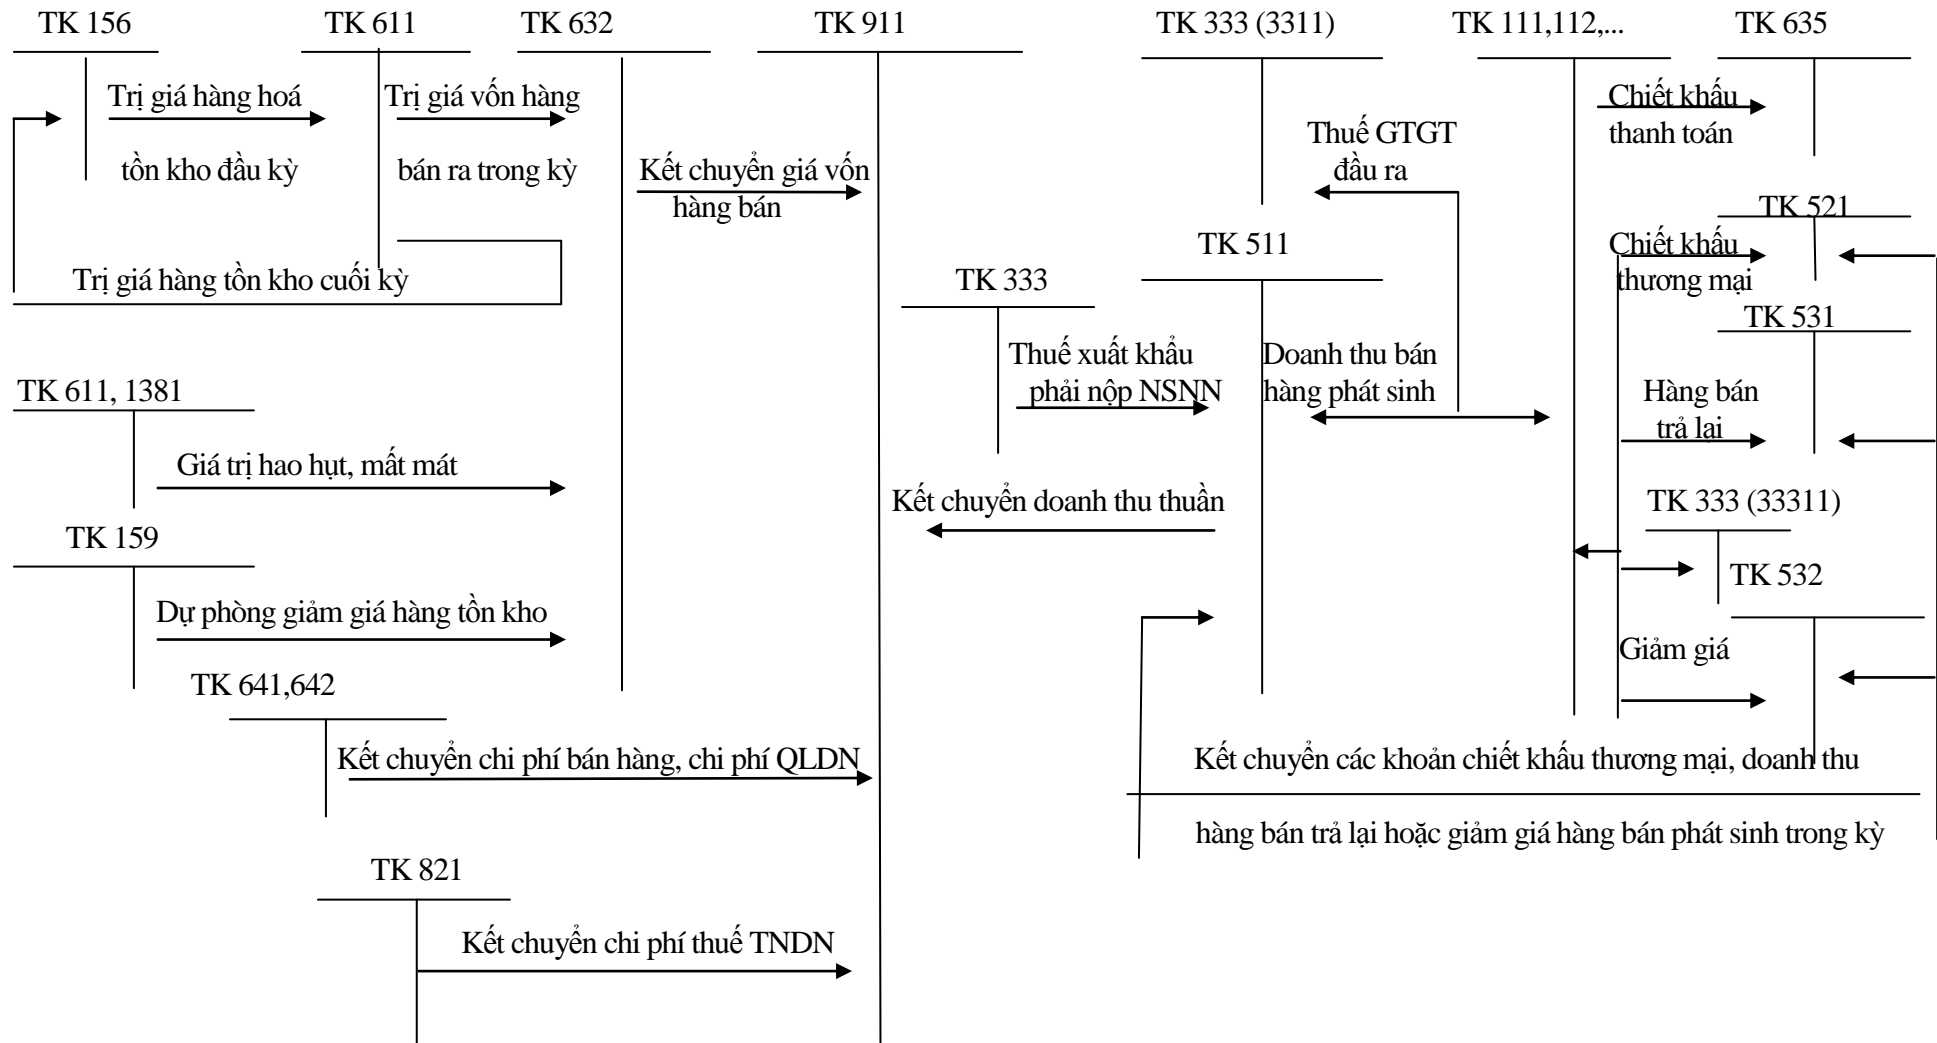 TK 156
TK 611
TK 632
TK 911
TK 333 (3311)
TK 111,112,...
TK 635
Trị giá hàng hoá
tồn kho đầu kỳ
Trị giá vốn hàng
bán ra trong kỳ
Kết chuyển giá vốn
hàng bán
Trị giá hàng tồn kho cuối kỳ
Thuế GTGT
đầu ra
Chiết khấu
thanh toán
TK 521
Chiết khấu
thương mại
TK 511
TK 333
TK 531
Thuế xuất khẩu
phải nộp NSNN
Doanh thu bán
hàng phát sinh
Hàng bán
trả lại
TK 611, 1381
Giá trị hao hụt, mất mát
Kết chuyển doanh thu thuần
TK 333 (33311)
TK 159
TK 532
Dự phòng giảm giá hàng tồn kho
Giảm giá
TK 641,642
Kết chuyển chi phí bán hàng, chi phí QLDN
Kết chuyển các khoản chiết khấu thương mại, doanh thu
hàng bán trả lại hoặc giảm giá hàng bán phát sinh trong kỳ
TK 821
Kết chuyển chi phí thuế TNDN